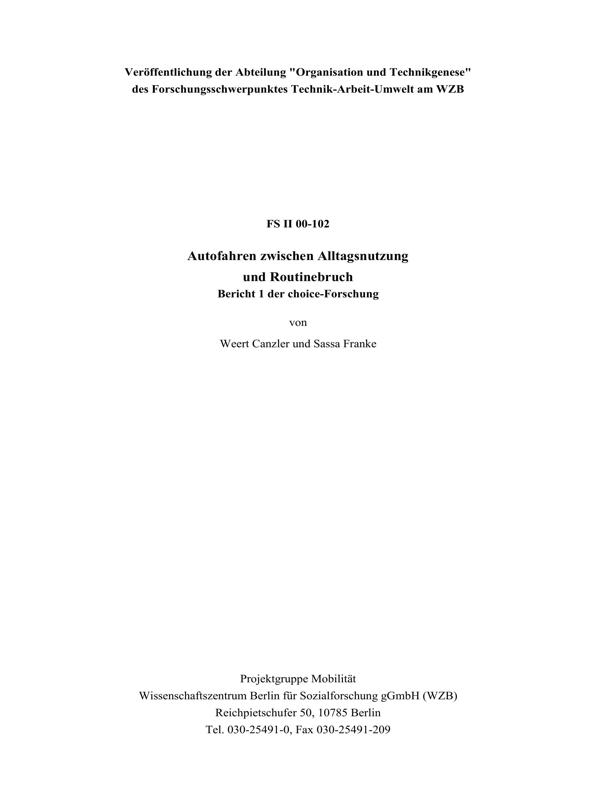 Veröffentlichung der Abteilung "Organisation und Technikgenese"
des Forschungsschwerpunktes Technik-Arbeit-Umwelt am WZB
FS II 00-102
Autofahren zwischen Alltagsnutzung
und Routinebruch
Bericht 1 der choice-Forschung
von
Weert Canzler und Sassa Franke
Projektgruppe Mobilität
Wissenschaftszentrum Berlin für Sozialforschung gGmbH (WZB)
Reichpietschufer 50, 10785 Berlin
Tel. 030-25491-0, Fax 030-25491-209